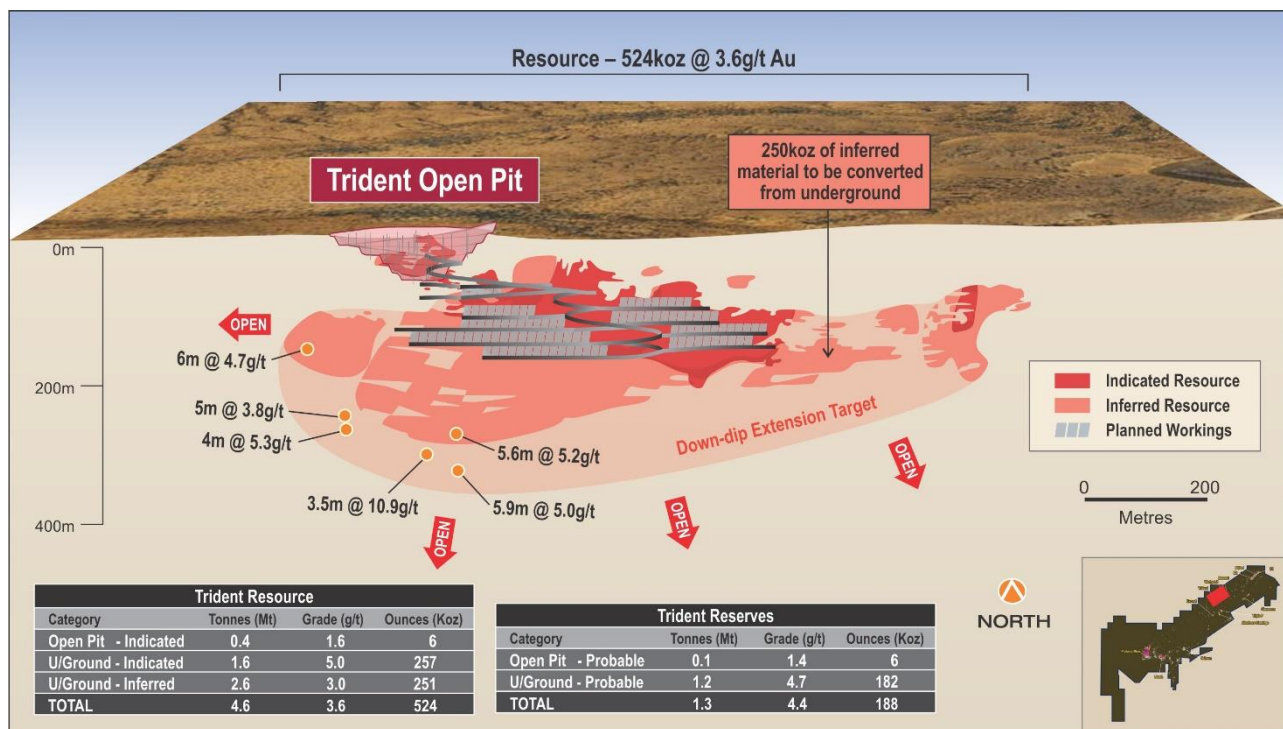 Resource – 524koz @ 3.6g/t Au
Trident Open Pit
250koz of inferred
material to be converted
from underground
0m
200m
400m
OPEN
6m @ 4.7g/t
5m @ 3.8g/t
4m @ 5.3g/t
3.5m @ 10.9g/t
5.6m @ 5.2g/t
5.9m @ 5.0g/t
Down-dip Extension Target
OPEN
OPEN
OPEN
Indicated Resource
Inferred Resource
Planned Workings
0 200
Metres
NORTH
Trident Resource
Category Tonnes (Mt) Grade (g/t) Ounces (Koz)
Open Pit - Indicated 0.4 1.6 6
U/Ground - Indicated 1.6 5.0 257
U/Ground - Inferred 2.6 3.0 251
TOTAL 4.6 3.6 524
Trident Reserves
Category Tonnes (Mt) Grade (g/t) Ounces (Koz)
Open Pit - Probable 0.1 1.4 6
U/Ground - Probable 1.2 4.7 182
TOTAL 1.3 4.4 188